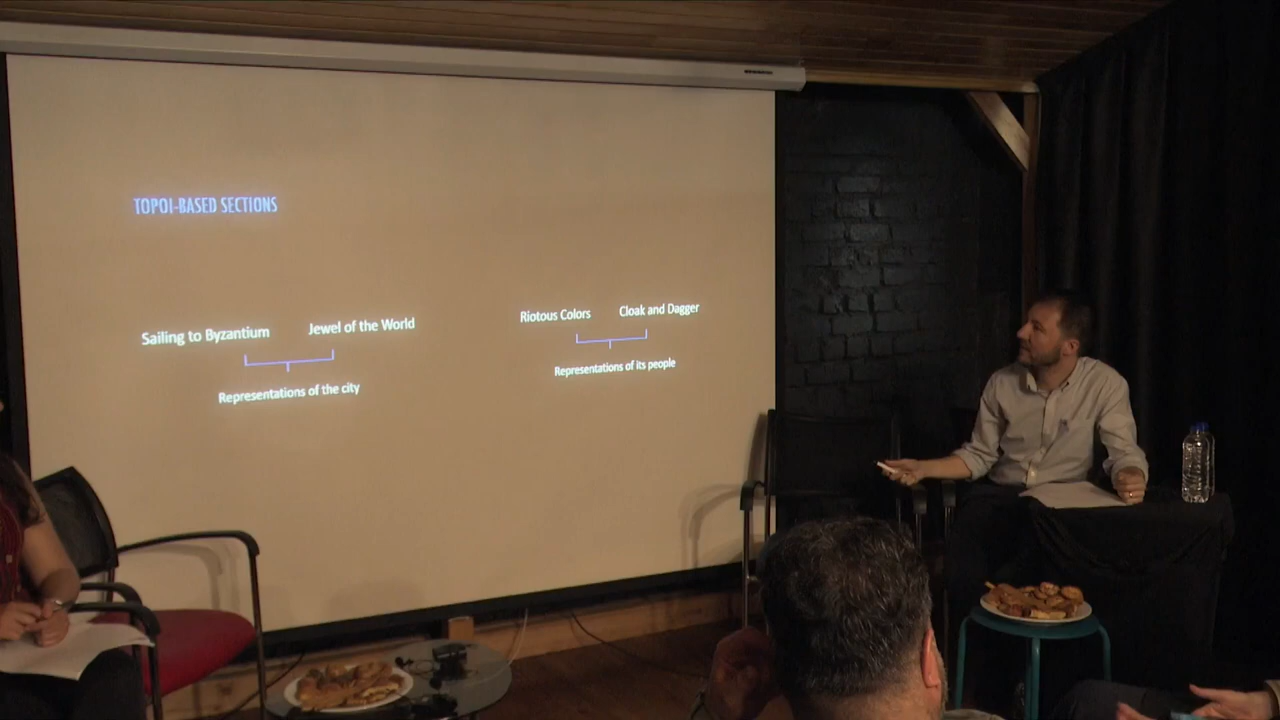 TOPOI-BASED SECTIONS
Sailing to Byzantium
Jewel of the World
Representations of the city
Riotous Colors
Cloak and Dagger
Representations of its people